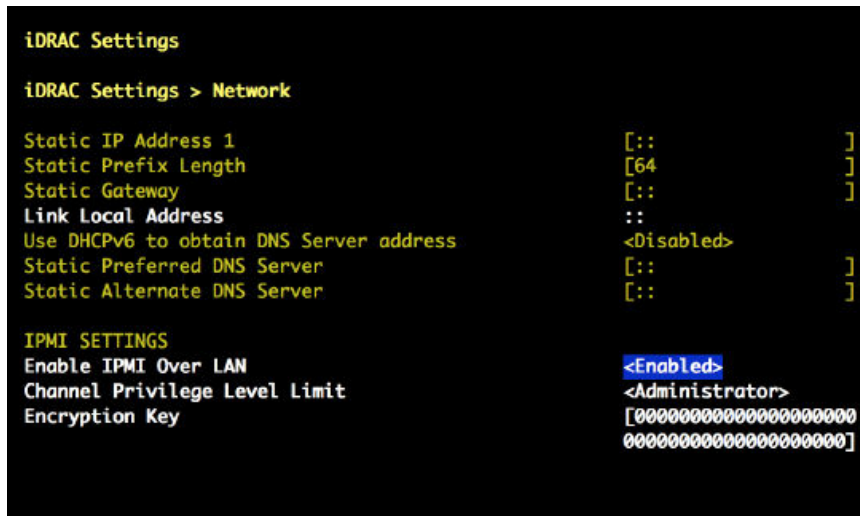 iDRAC Settings
iDRAC Settings > Network
Static IP Address 1 [:: ]
Static Prefix Length [64 ]
Static Gateway [:: ]
Link Local Address ::
Use DHCPv6 to obtain DNS Server address <Disabled>
Static Preferred DNS Server [:: ]
Static Alternate DNS Server [:: ]
IPMI SETTINGS
Enable IPMI Over LAN <Enabled>
Channel Privilege Level Limit <Administrator>
Encryption Key [00000000000000000000
00000000000000000000]